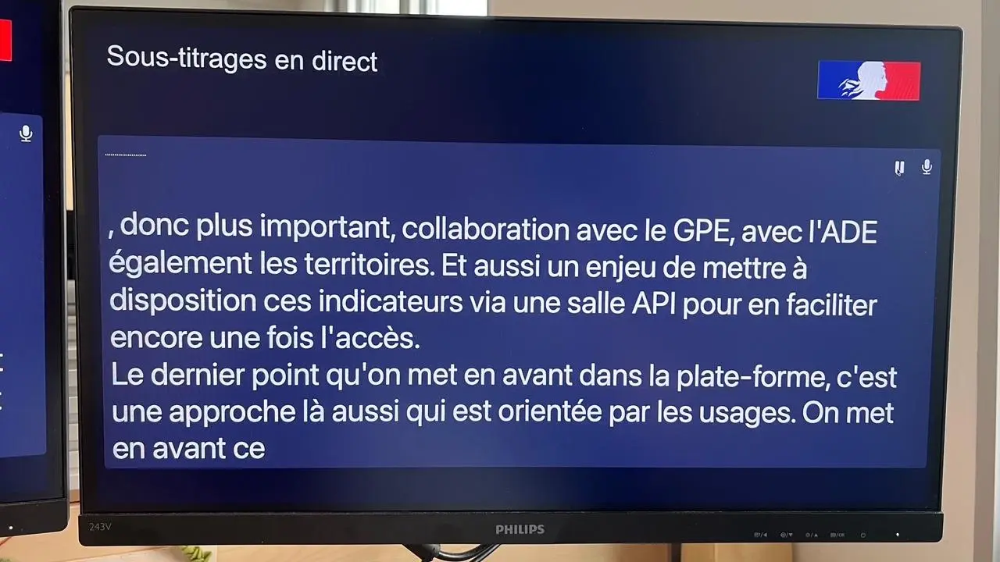 Sous-titrages en direct
, donc plus important, collaboration avec le GPE, avec l'ADE
également les territoires. Et aussi un enjeu de mettre à
disposition ces indicateurs via une salle API pour en faciliter
encore une fois l'accès.
Le dernier point qu'on met en avant dans la plate-forme, c'est
une approche là aussi qui est orientée par les usages. On met
en avant ce
243V
PHILIPS